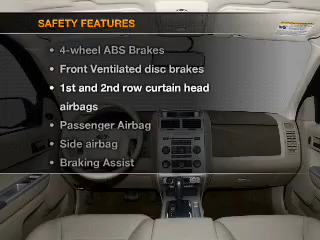 SAFETY FEATURES
• 4-wheel ABS Brakes
• Front Ventilated disc brakes
• 1st and 2nd row curtain head
airbags
• Passenger Airbag
• Side airbag
• Braking Assist